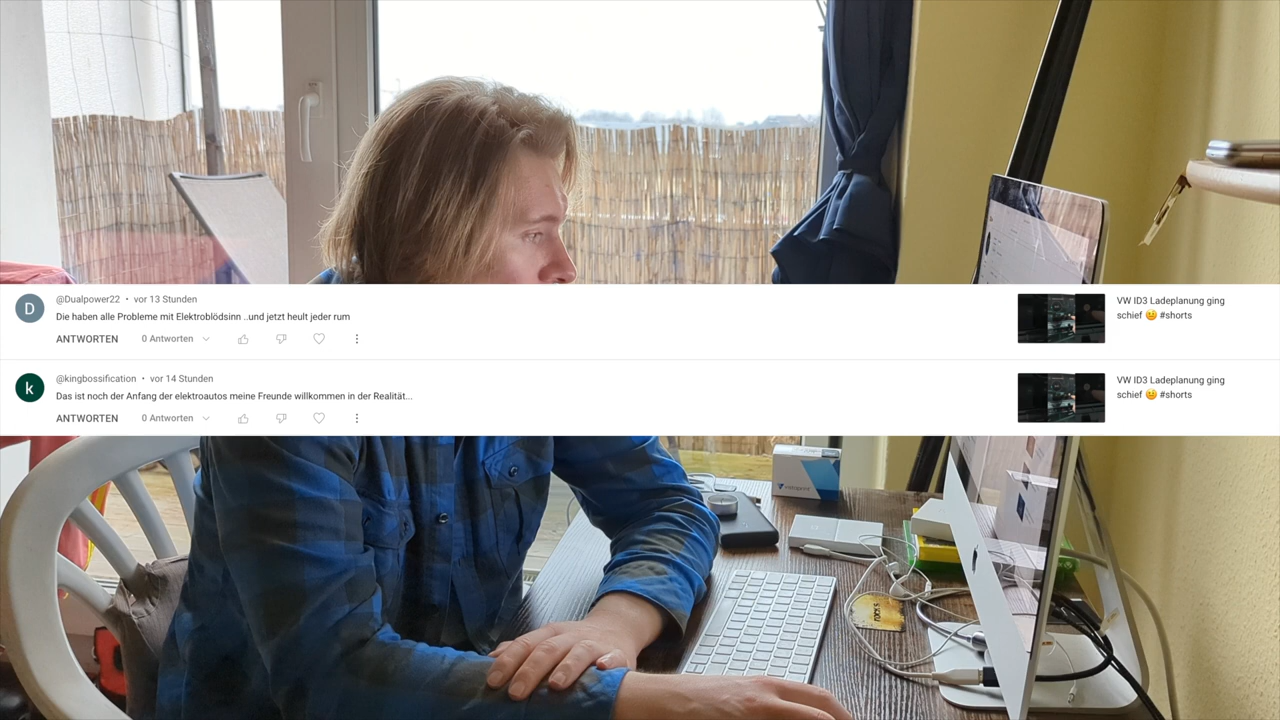 @Dualpower22 • vor 13 Stunden
Die haben alle Probleme mit Elektroblödsinn ..und jetzt heult jeder rum
ANTWORTEN 0 Antworten
VW ID3 Ladeplanung ging
schief 🤨 #shorts
@kingbossification • vor 14 Stunden
Das ist noch der Anfang der elektroautos meine Freunde willkommen in der Realität...
ANTWORTEN 0 Antworten
VW ID3 Ladeplanung ging
schief 🤨 #shorts
D
k